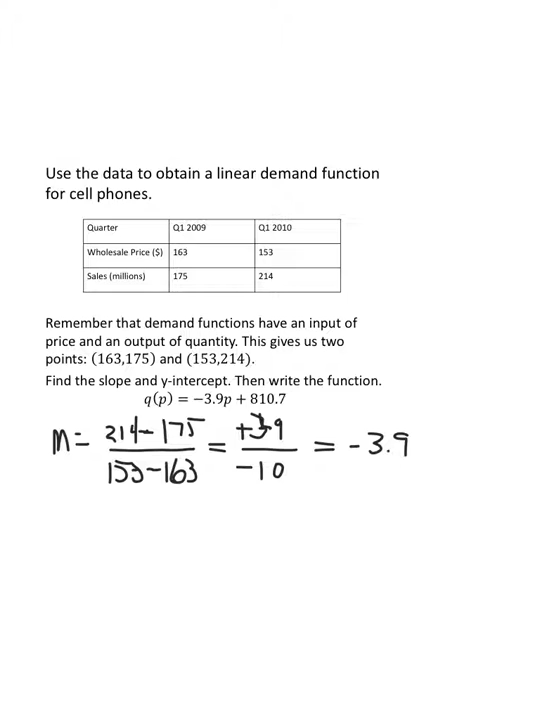 Use the data to obtain a linear demand function
for cell phones.
Quarter Q1 2009 Q1 2010
Wholesale Price ($) 163 153
Sales (millions) 175 214
Remember that demand functions have an input of
price and an output of quantity. This gives us two
points: (163,175) and (153,214).
Find the slope and y-intercept. Then write the function.
q(p) = −3.9p + 810.7
m = 214-175 / 153-163 = +39 / -10 = -3.9